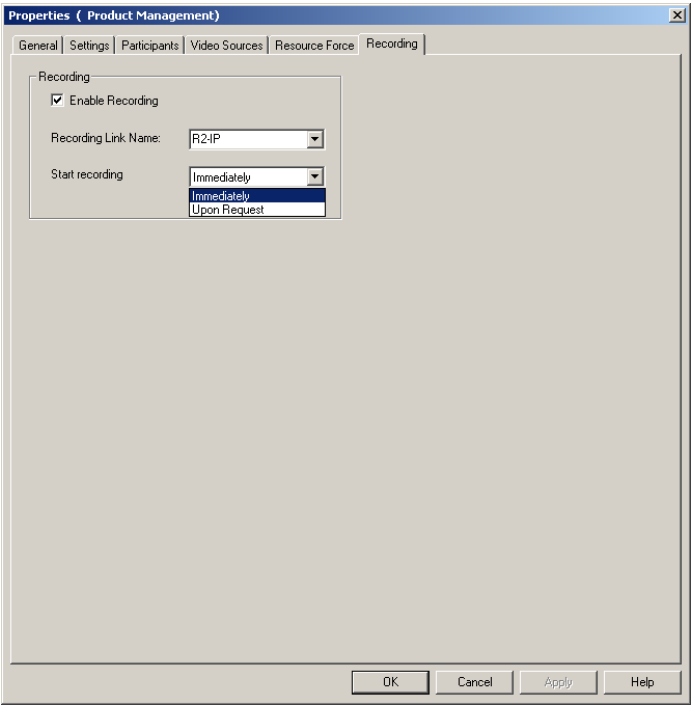 Properties ( Product Management)
General Settings Participants Video Sources Resource Force Recording
Recording
Enable Recording
Recording Link Name: R2-IP
Start recording Immediately
Immediately
Upon Request
OK Cancel Apply Help